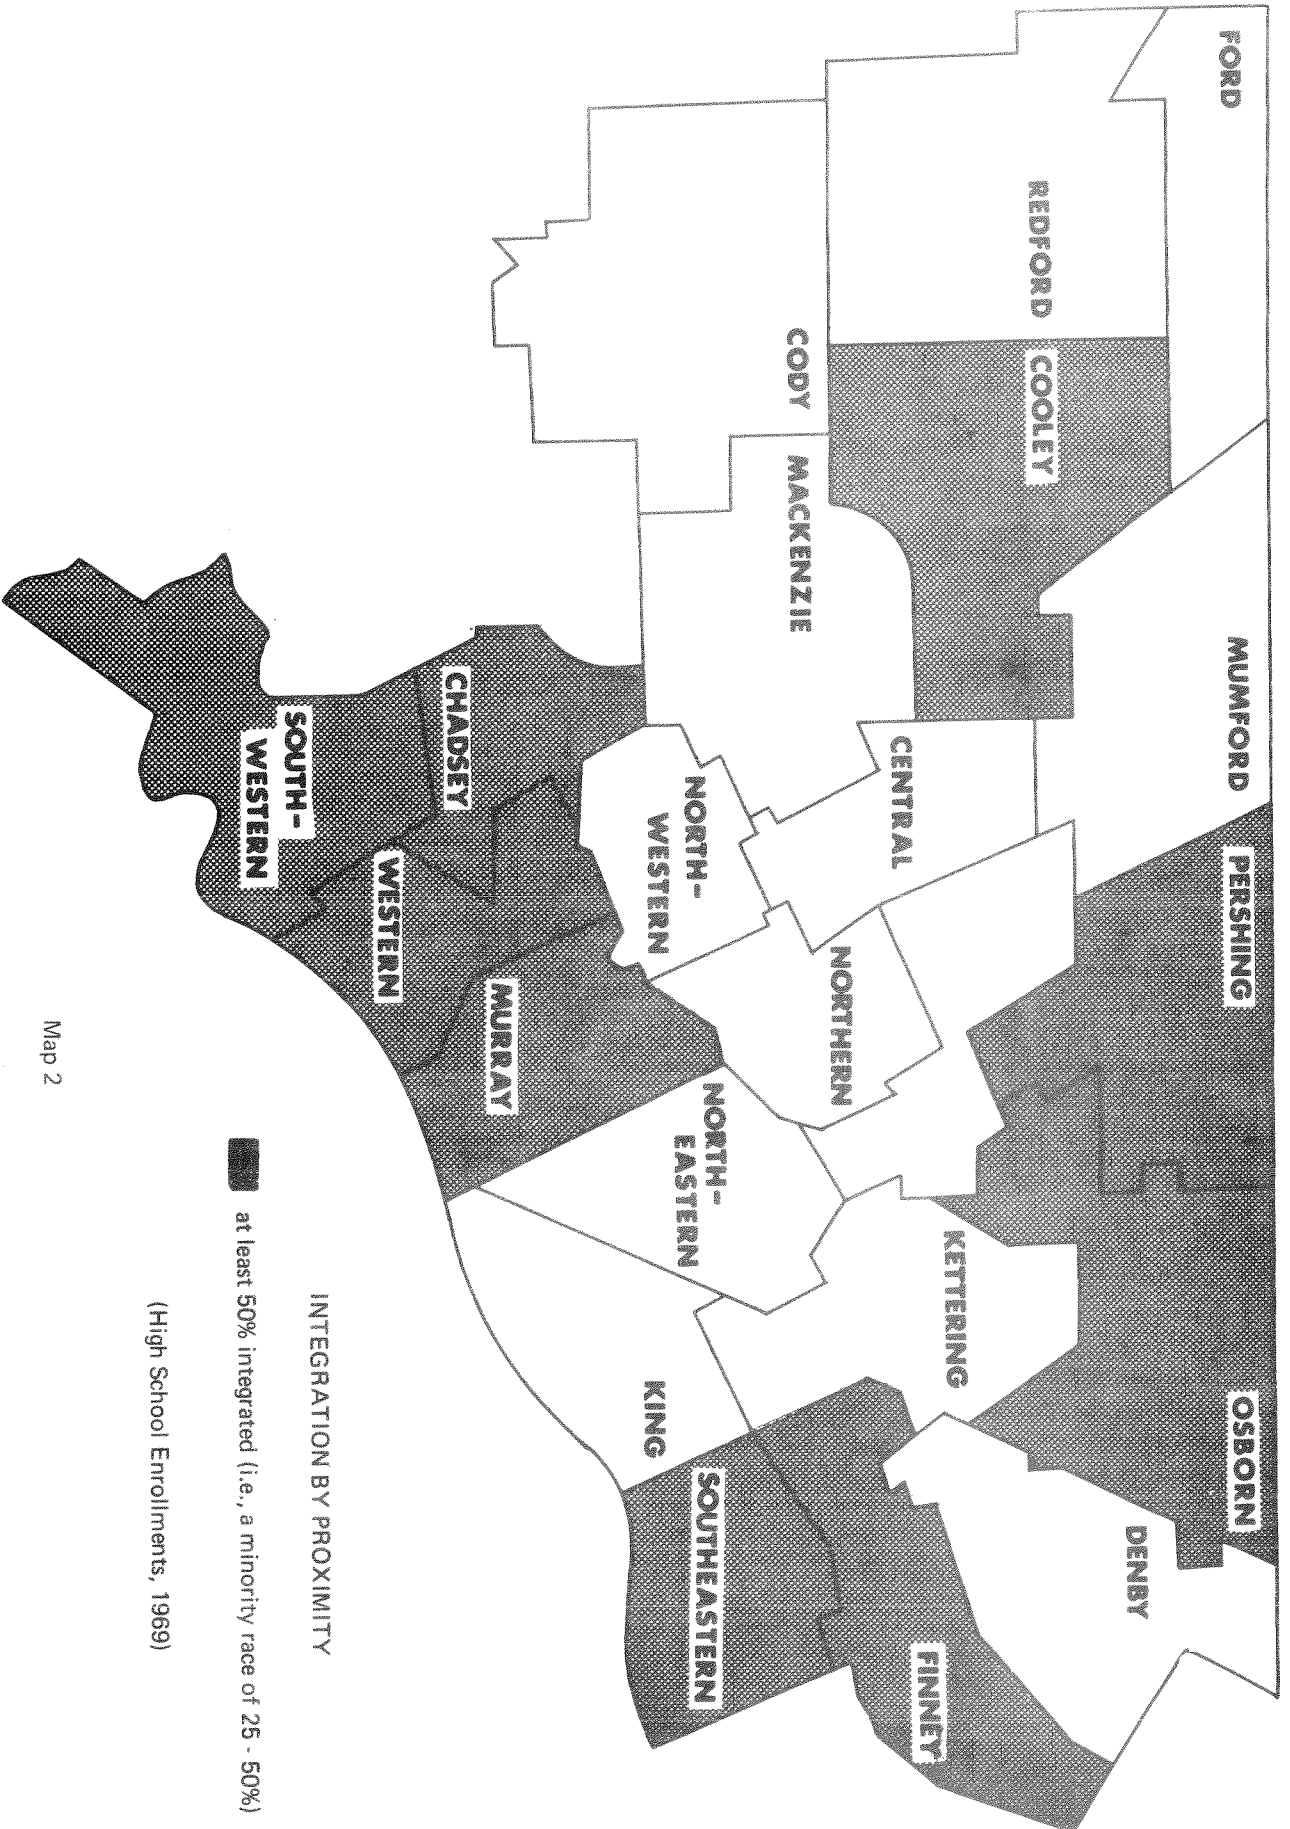 FORD
REDFORD
COOLEY
CODY
MACKENZIE
MUMFORD
CENTRAL
NORTH-
WESTERN
CHADSEY
SOUTH-
WESTERN
WESTERN
MURRAY
NORTHERN
PERSHING
NORTH-
EASTERN
KETTERING
OSBORN
KING
SOUTHEASTERN
DENBY
FINNEY
INTEGRATION BY PROXIMITY
at least 50% integrated (i.e., a minority race of 25 - 50%)
(High School Enrollments, 1969)
Map 2